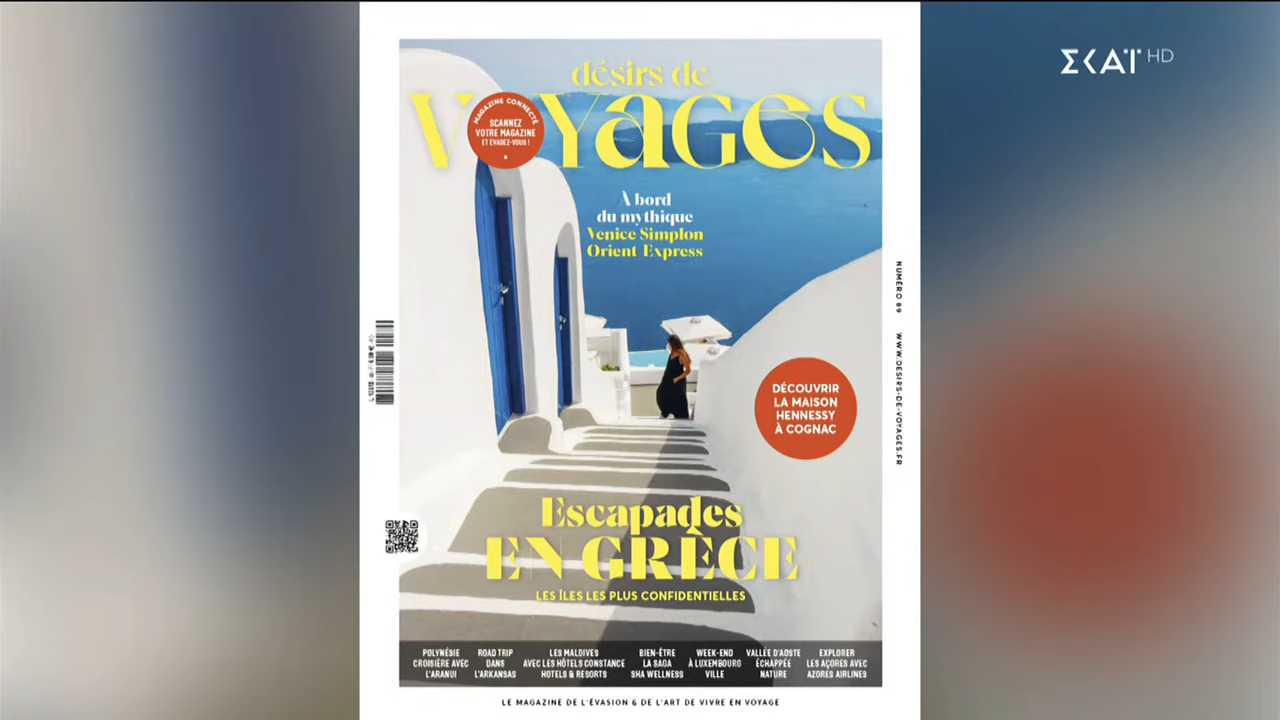 ΣΚΑΪ HD
désirs de
VOYAGES
MAGAZINE CONNECTÉ
SCANNEZ
VOTRE MAGAZINE
ET ÉVADEZ-VOUS !
À bord
du mythique
Venice Simplon
Orient Express
NUMÉRO 89 WWW.DESIRS-DE-VOYAGES.FR
DÉCOUVRIR
LA MAISON
HENNESSY
À COGNAC
Escapades
EN GRÈCE
LES ÎLES LES PLUS CONFIDENTIELLES
POLYNÉSIE
CROISIÈRE AVEC
L'ARANUI
ROAD TRIP
DANS
L'ARKANSAS
LES MALDIVES
AVEC LES HÔTELS CONSTANCE
HOTELS & RESORTS
BIEN-ÊTRE
LA SAGA
SHA WELLNESS
WEEK-END
À LUXEMBOURG
VILLE
VALLÉE D'AOSTE
ÉCHAPPÉE
NATURE
EXPLORER
LES AÇORES AVEC
AZORES AIRLINES
LE MAGAZINE DE L'ÉVASION & DE L'ART DE VIVRE EN VOYAGE